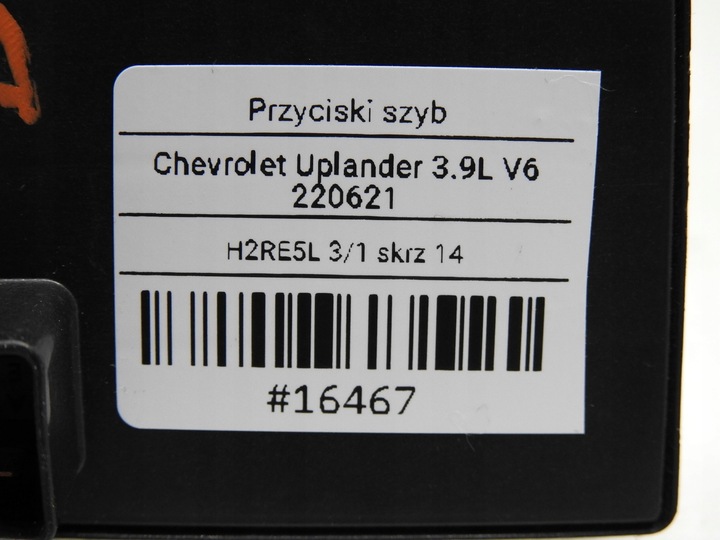 Przyciski szyb
Chevrolet Uplander 3.9L V6
220621
H2RE5L 3/1 skrz 14
#16467